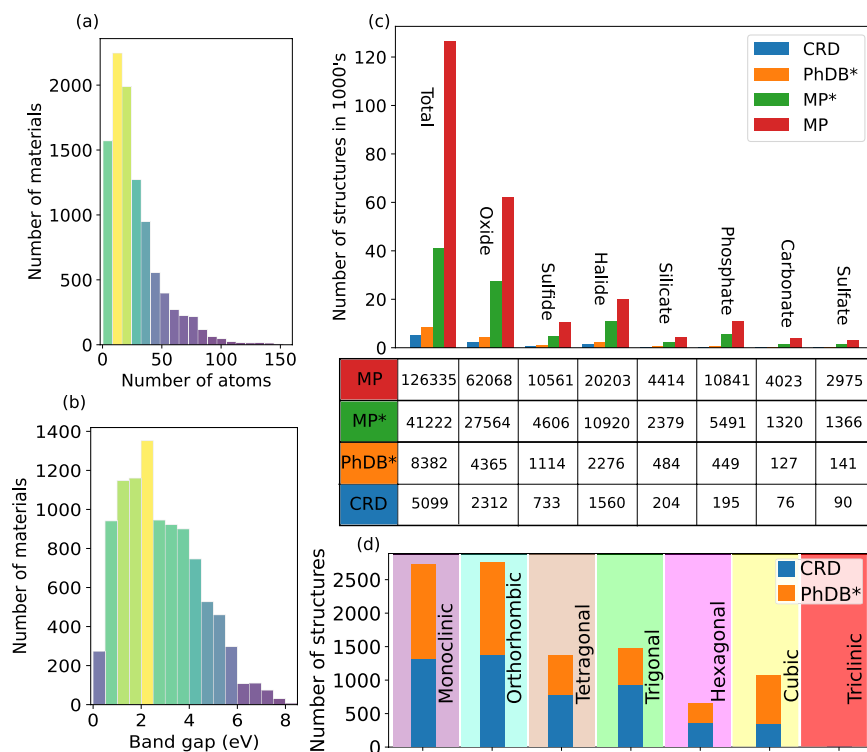 (a)
Number of materials
2000
1500
1000
500
0
0
50
100
150
Number of atoms
(b)
Number of materials
1400
1200
1000
800
600
400
200
0
0
2
4
6
8
Band gap (eV)
(c)
Number of structures in 1000's
120
100
80
60
40
20
0
Total
Oxide
Sulfide
Halide
Silicate
Phosphate
Carbonate
Sulfate
CRD
PhDB*
MP*
MP
MP 126335 62068 10561 20203 4414 10841 4023 2975
MP* 41222 27564 4606 10920 2379 5491 1320 1366
PhDB* 8382 4365 1114 2276 484 449 127 141
CRD 5099 2312 733 1560 204 195 76 90
(d)
Number of structures
2500
2000
1500
1000
500
0
Monoclinic
Orthorhombic
Tetragonal
Trigonal
Hexagonal
Cubic
Triclinic
CRD
PhDB*